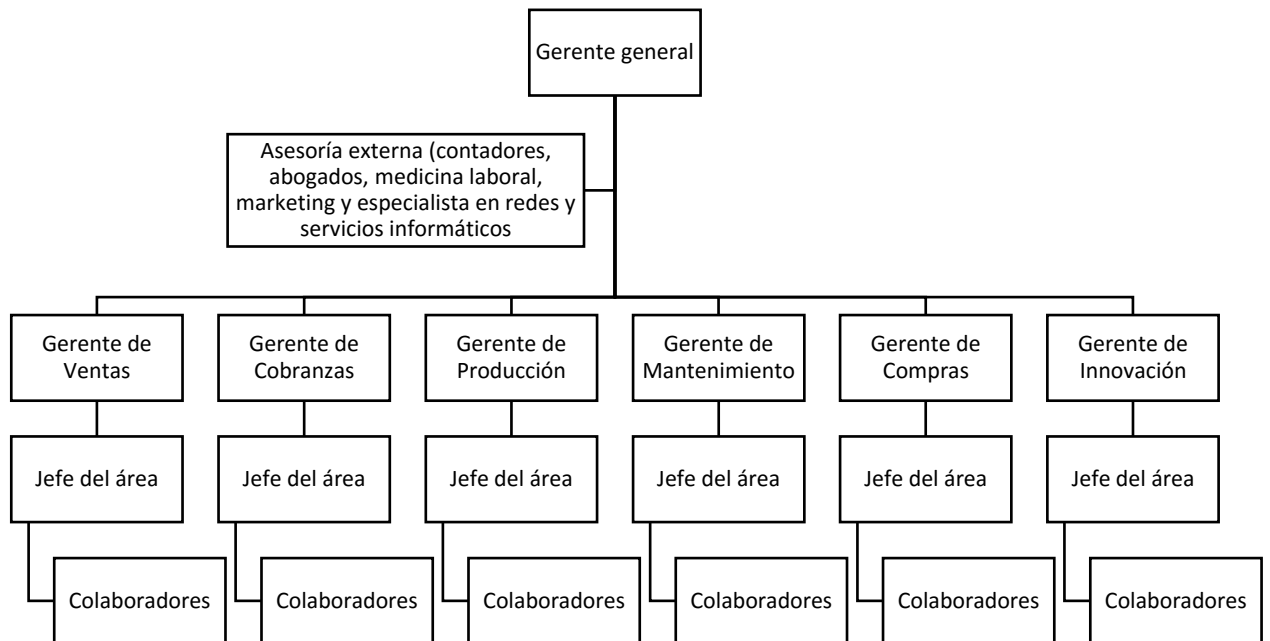 Gerente general
Asesoría externa (contadores,
abogados, medicina laboral,
marketing y especialista en redes y
servicios informáticos
Gerente de
Ventas
Gerente de
Cobranzas
Gerente de
Producción
Gerente de
Mantenimiento
Gerente de
Compras
Gerente de
Innovación
Jefe del área
Jefe del área
Jefe del área
Jefe del área
Jefe del área
Jefe del área
Colaboradores
Colaboradores
Colaboradores
Colaboradores
Colaboradores
Colaboradores